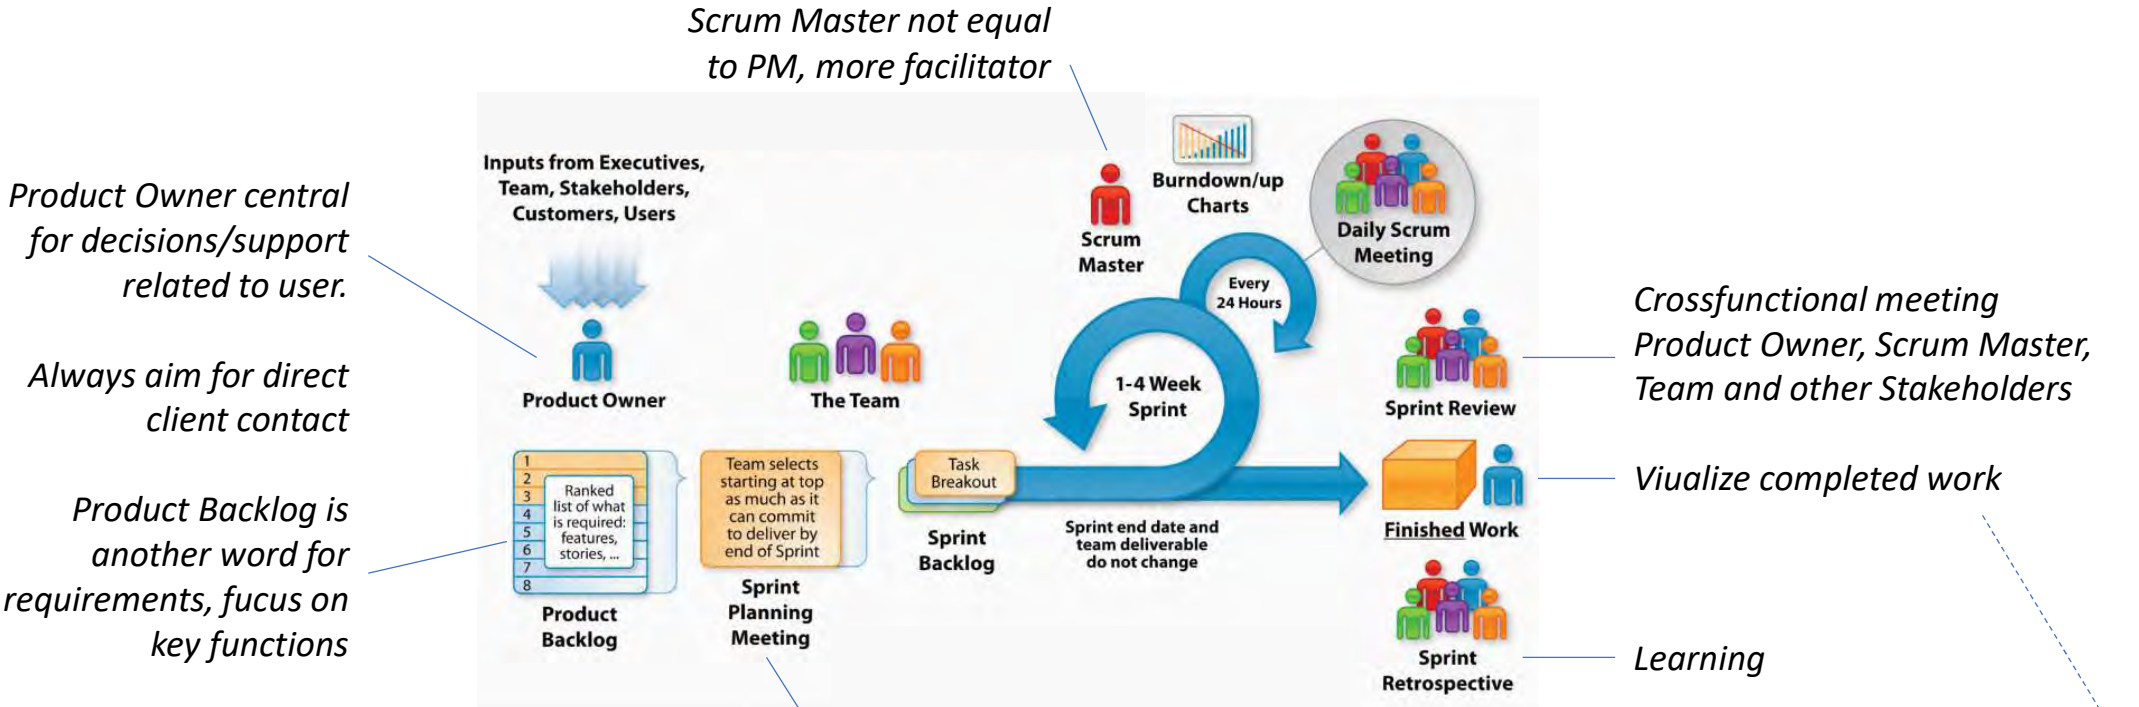 Scrum Master not equal
to PM, more facilitator
Product Owner central
for decisions/support
related to user.
Always aim for direct
client contact
Product Backlog is
another word for
requirements, fucus on
key functions
Inputs from Executives,
Team, Stakeholders,
Customers, Users
Product Owner
The Team
Scrum
Master
Burndown/up
Charts
Daily Scrum
Meeting
Every
24 Hours
1-4 Week
Sprint
1
2
3
4
5
6
7
8
Ranked
list of what
is required:
features,
stories, ...
Product
Backlog
Team selects
starting at top
as much as it
can commit
to deliver by
end of Sprint
Sprint
Planning
Meeting
Task
Breakout
Sprint
Backlog
Sprint end date and
team deliverable
do not change
Sprint Review
Finished Work
Sprint
Retrospective
Crossfunctional meeting
Product Owner, Scrum Master,
Team and other Stakeholders
Viualize completed work
Learning